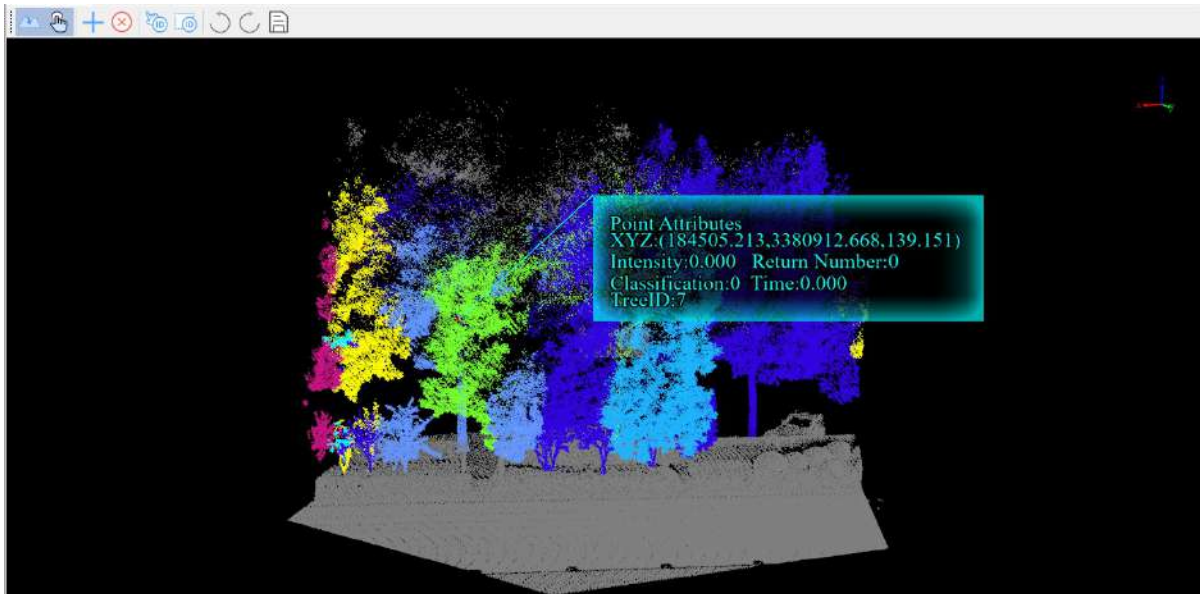 Point Attributes
XYZ:(184505.213,3380912.668,139.151)
Intensity:0.000 Return Number:0
Classification:0 Time:0.000
TreeID:7